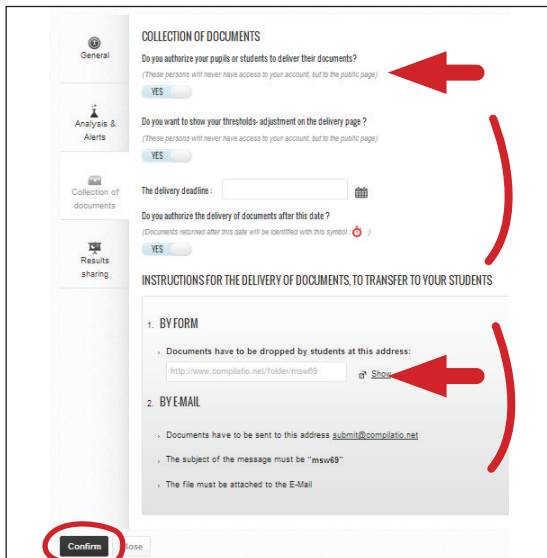 General
Analysis &
Alerts
Collection of
documents
Results
sharing
COLLECTION OF DOCUMENTS
Do you authorize your pupils or students to deliver their documents?
(These persons will never have access to your account, but to the public page)
YES
Do you want to show your thresholds- adjustment on the delivery page ?
(These persons will never have access to your account, but to the public page)
YES
The delivery deadline :
Do you authorize the delivery of documents after this date ?
(Documents returned after this date will be identified with this symbol : )
YES
INSTRUCTIONS FOR THE DELIVERY OF DOCUMENTS, TO TRANSFER TO YOUR STUDENTS
1. BY FORM
› Documents have to be dropped by students at this address:
http://www.compilatio.net/folder/msw69 Show
2. BY E-MAIL
› Documents have to be sent to this address submit@compilatio.net
› The subject of the message must be "msw69"
› The file must be attached to the E-Mail
Confirm lose